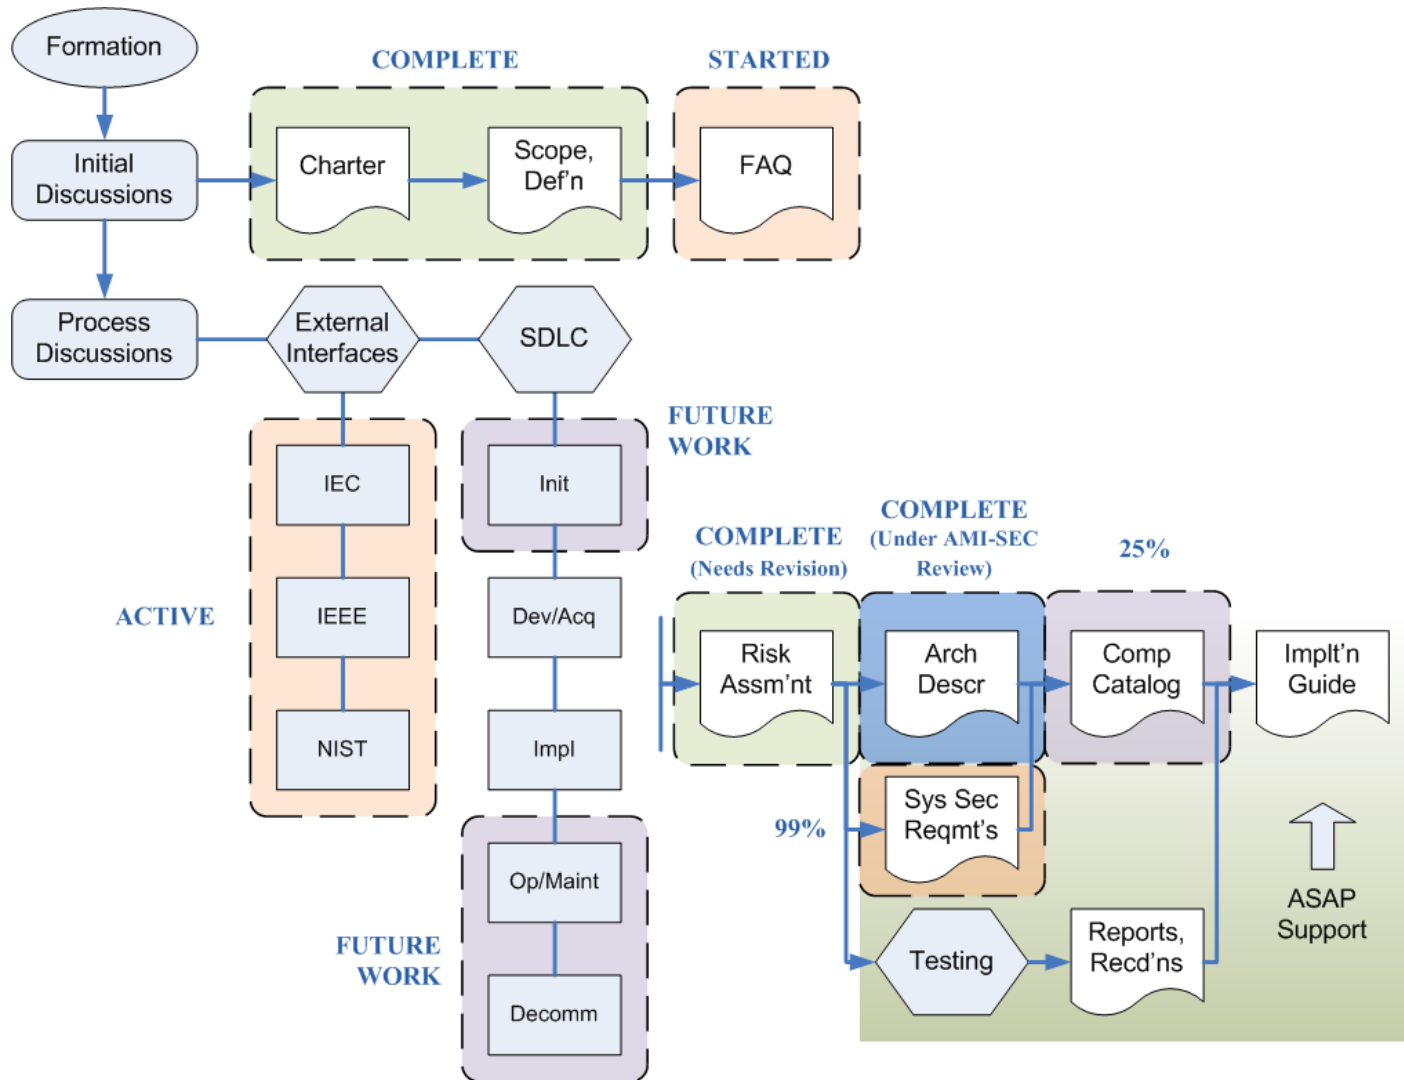 Formation
COMPLETE
STARTED
Initial
Discussions
Charter
Scope,
Def'n
FAQ
Process
Discussions
External
Interfaces
SDLC
FUTURE
WORK
IEC
Init
COMPLETE
(Needs Revision)
COMPLETE
(Under AMI-SEC
Review)
25%
ACTIVE
IEEE
Dev/Acq
Risk
Assm'nt
Arch
Descr
Comp
Catalog
Implt'n
Guide
NIST
Impl
99%
Sys Sec
Reqmt's
ASAP
Support
Op/Maint
FUTURE
WORK
Decomm
Testing
Reports,
Recd'ns